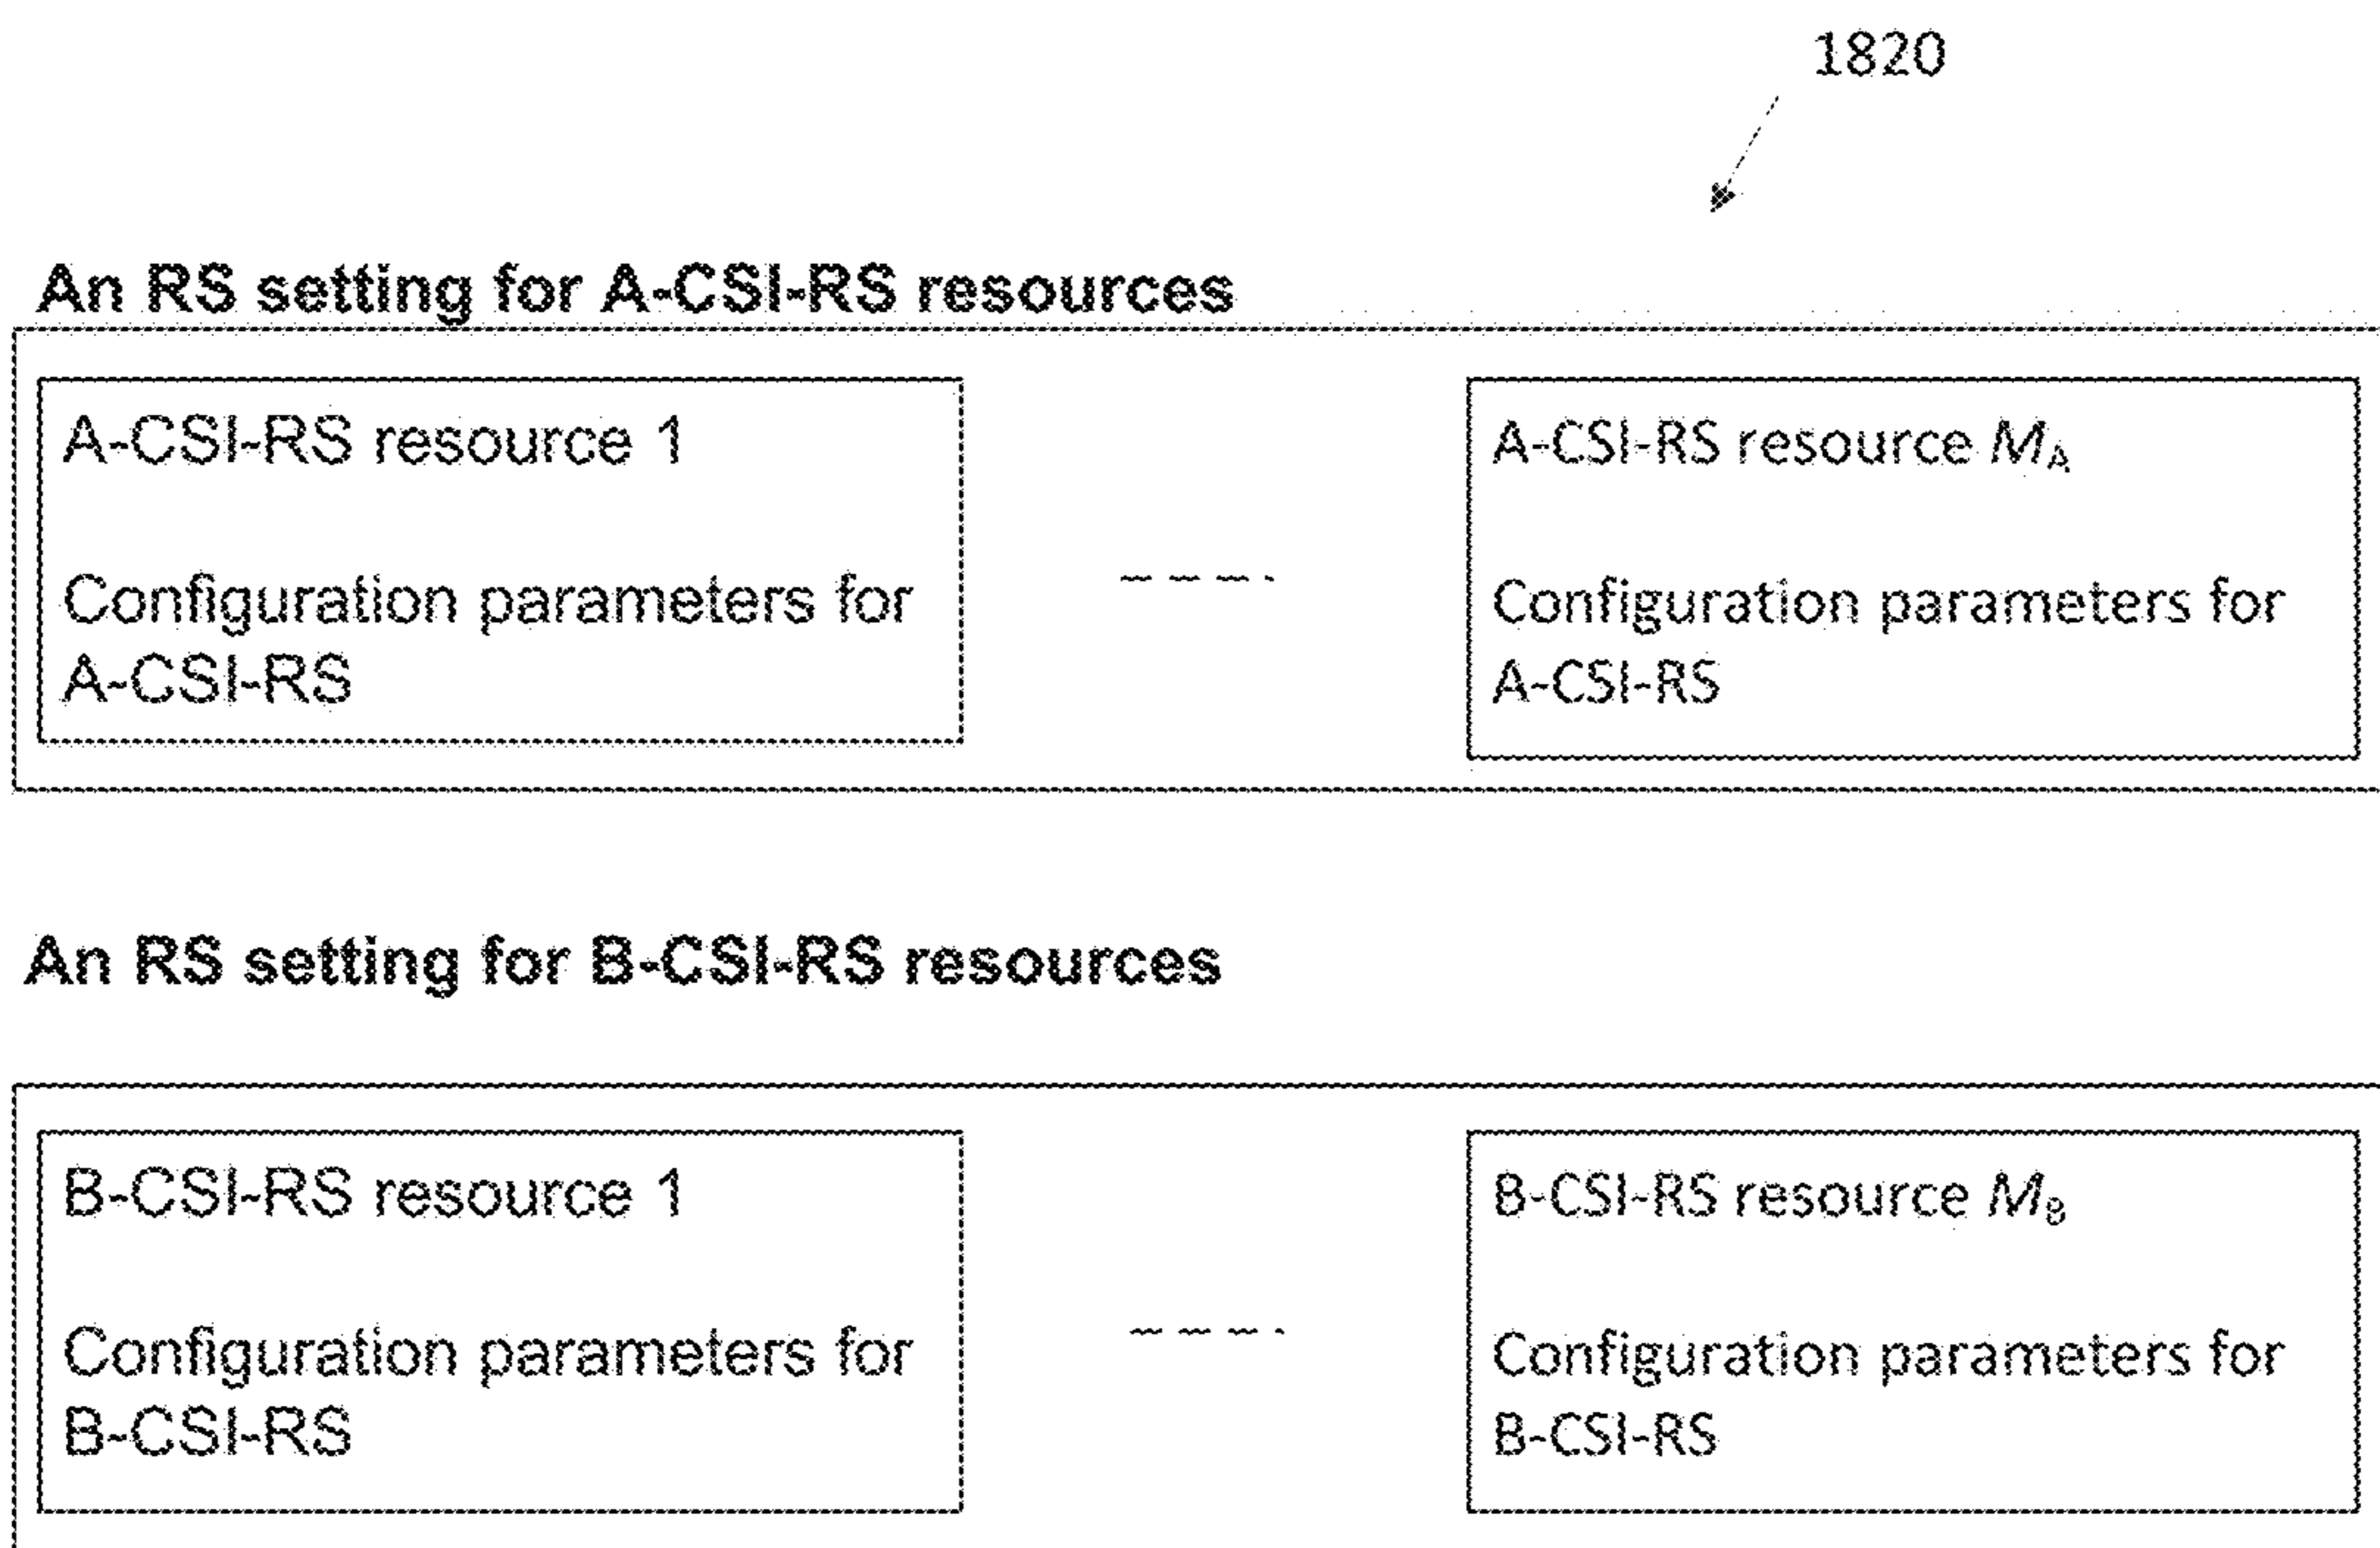 1820
An RS setting for A-CSI-RS resources
A-CSI-RS resource 1
Configuration parameters for
A-CSI-RS
A-CSI-RS resource M_A
Configuration parameters for
A-CSI-RS
An RS setting for B-CSI-RS resources
B-CSI-RS resource 1
Configuration parameters for
B-CSI-RS
B-CSI-RS resource M_B
Configuration parameters for
B-CSI-RS